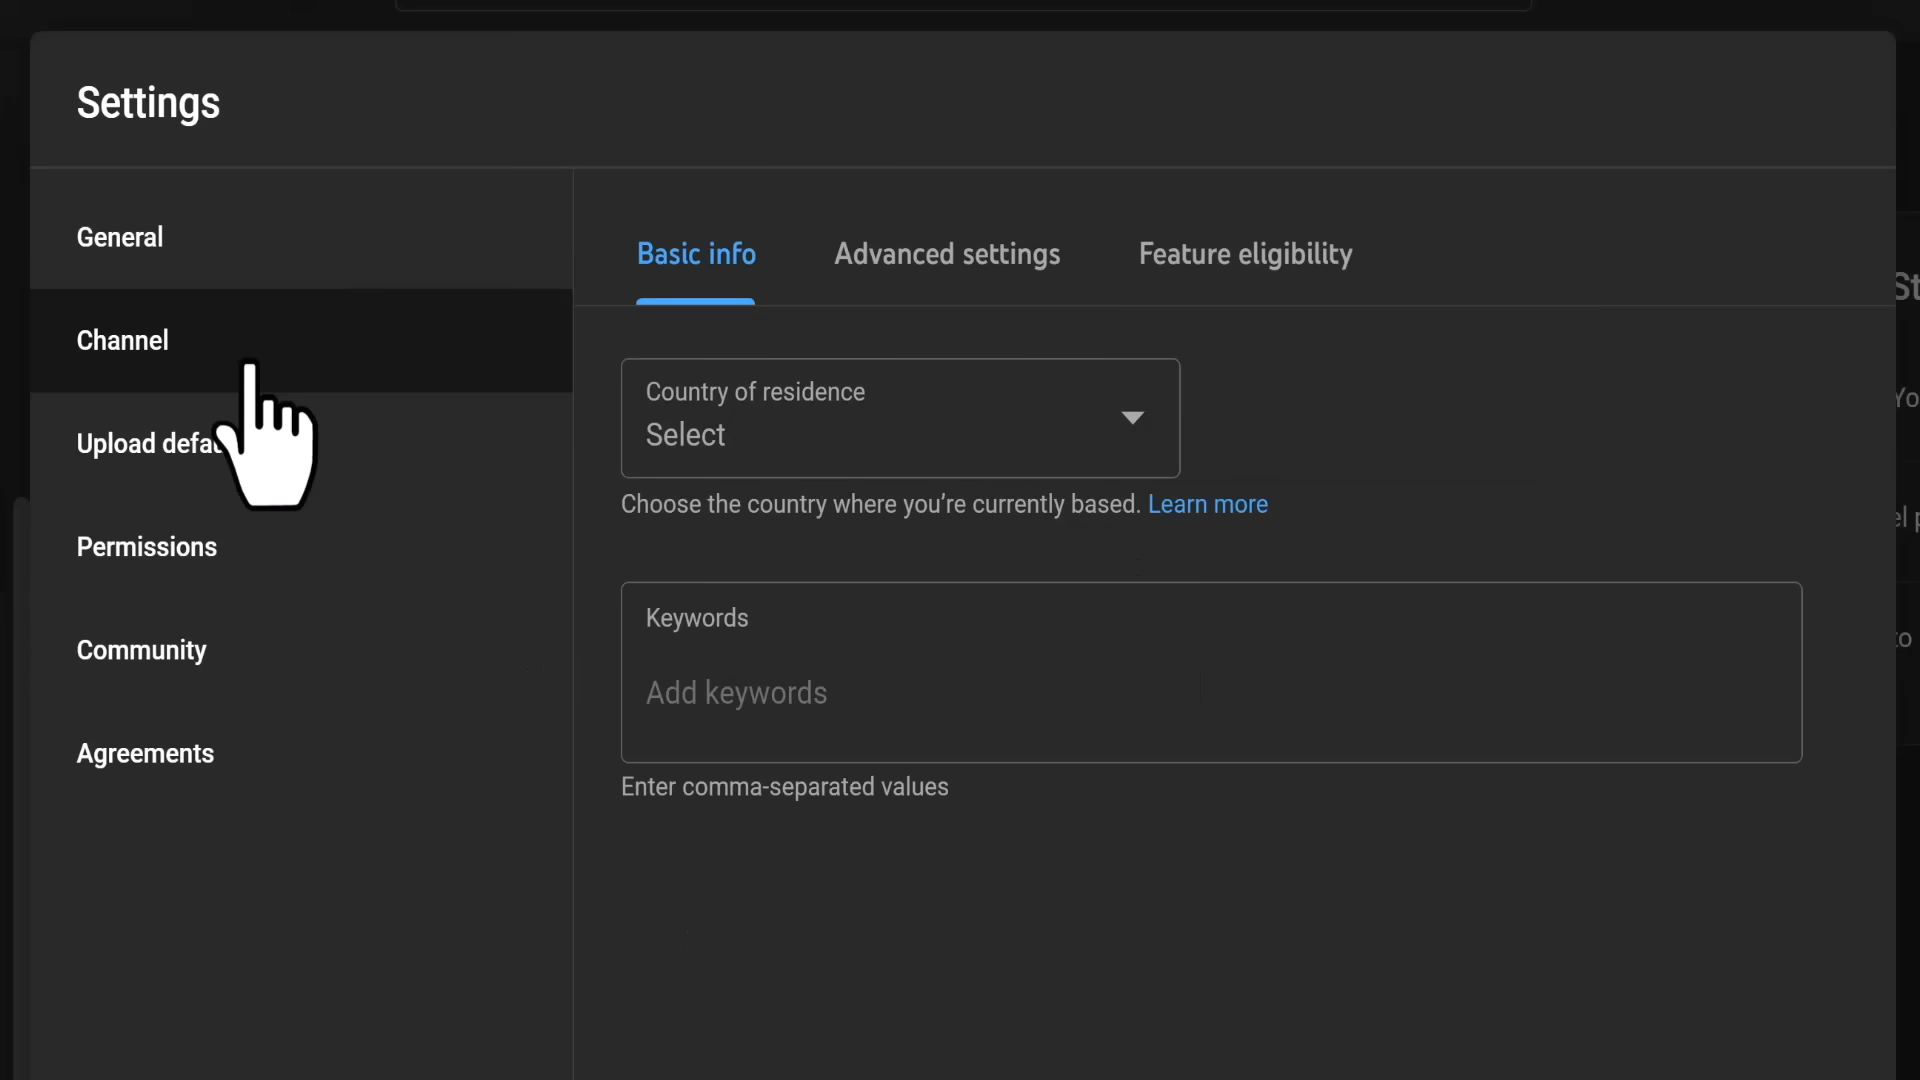 Settings
General
Channel
Upload
Permissions
Community
Agreements
Basic info
Advanced settings
Feature eligibility
Country of residence
Select
Choose the country where you’re currently based. Learn more
Keywords
Add keywords
Enter comma-separated values